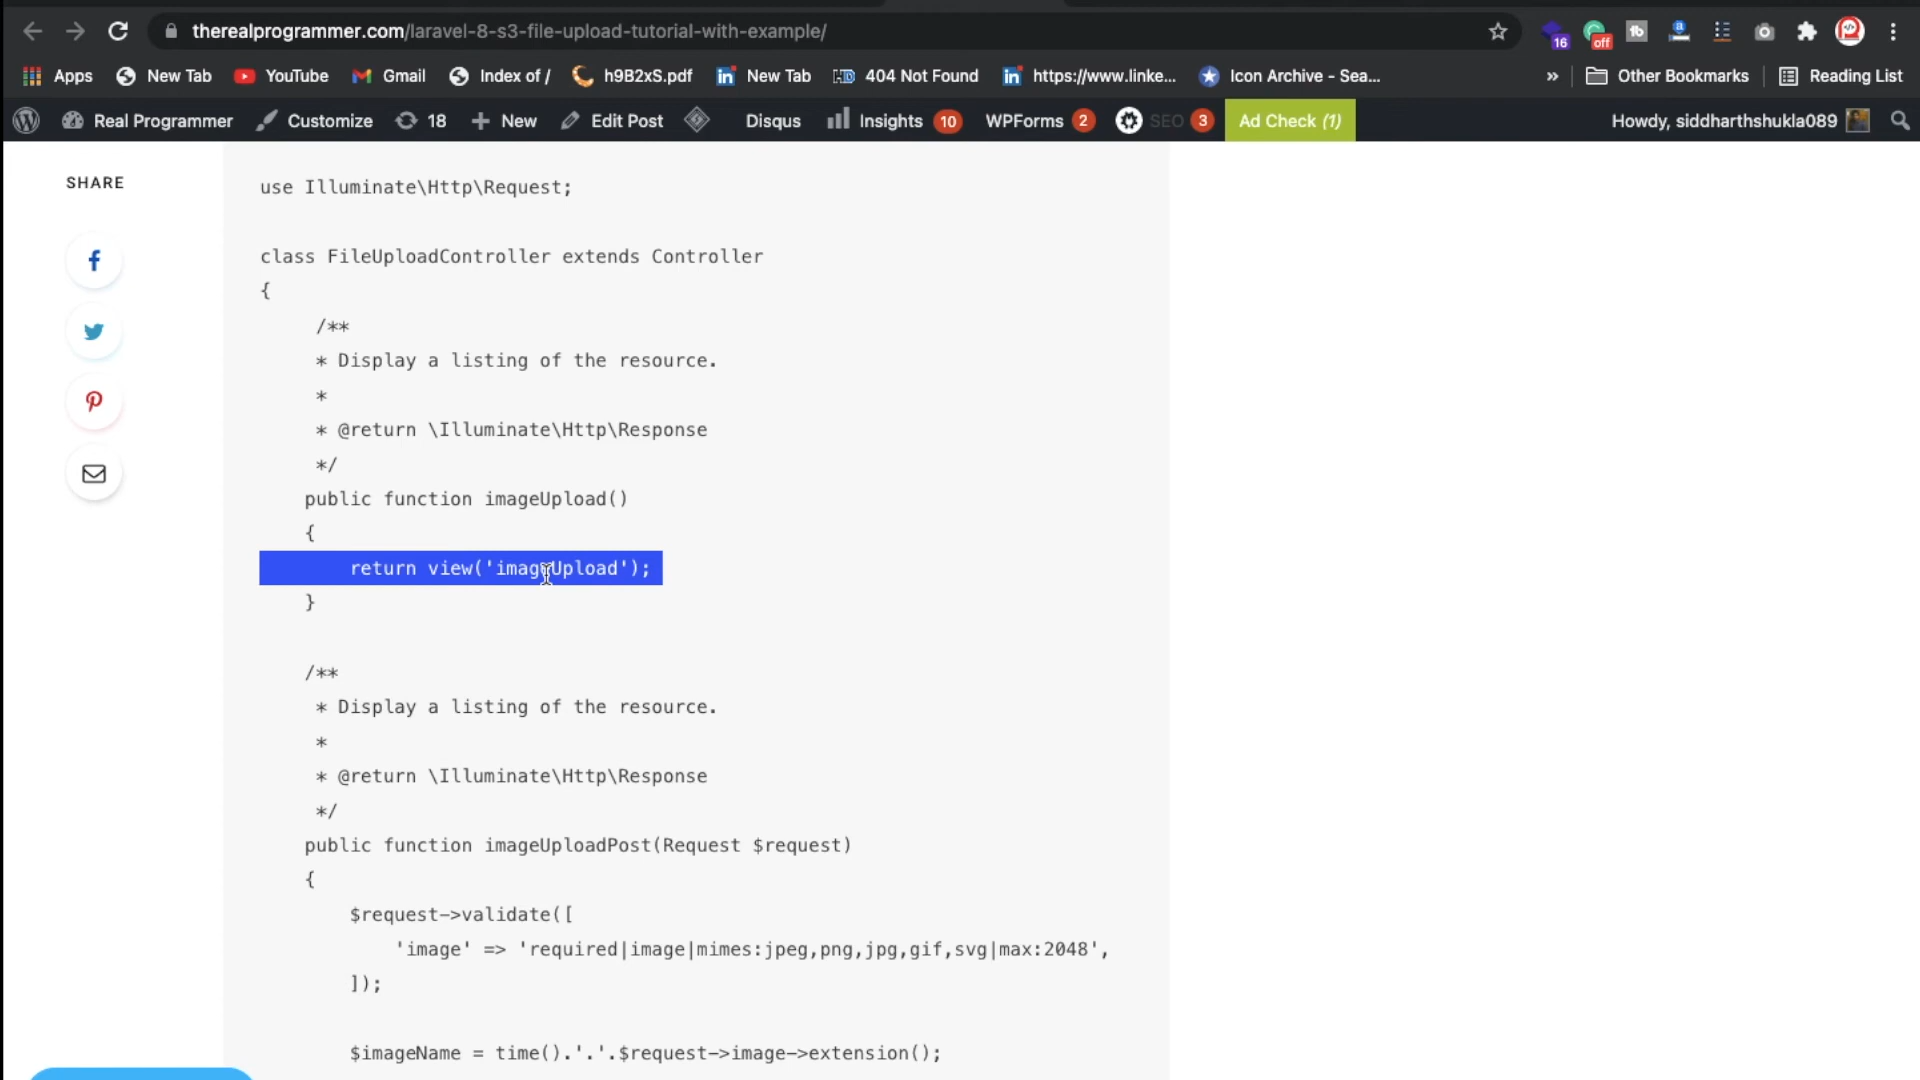 therealprogrammer.com/laravel-8-s3-file-upload-tutorial-with-example/
16
off
Apps New Tab YouTube Gmail Index of / h9B2xS.pdf New Tab 404 Not Found https://www.linke... Icon Archive - Sea... » Other Bookmarks Reading List
Real Programmer Customize 18 New Edit Post Disqus Insights 10 WPForms 2 SEO 3 Ad Check (1) Howdy, siddharthshukla089
SHARE
use Illuminate\Http\Request;
class FileUploadController extends Controller
{
/**
* Display a listing of the resource.
*
* @return \Illuminate\Http\Response
*/
public function imageUpload()
{
return view('imageUpload');
}
/**
* Display a listing of the resource.
*
* @return \Illuminate\Http\Response
*/
public function imageUploadPost(Request $request)
{
$request->validate([
'image' => 'required|image|mimes:jpeg,png,jpg,gif,svg|max:2048',
]);
$imageName = time().'.'.$request->image->extension();